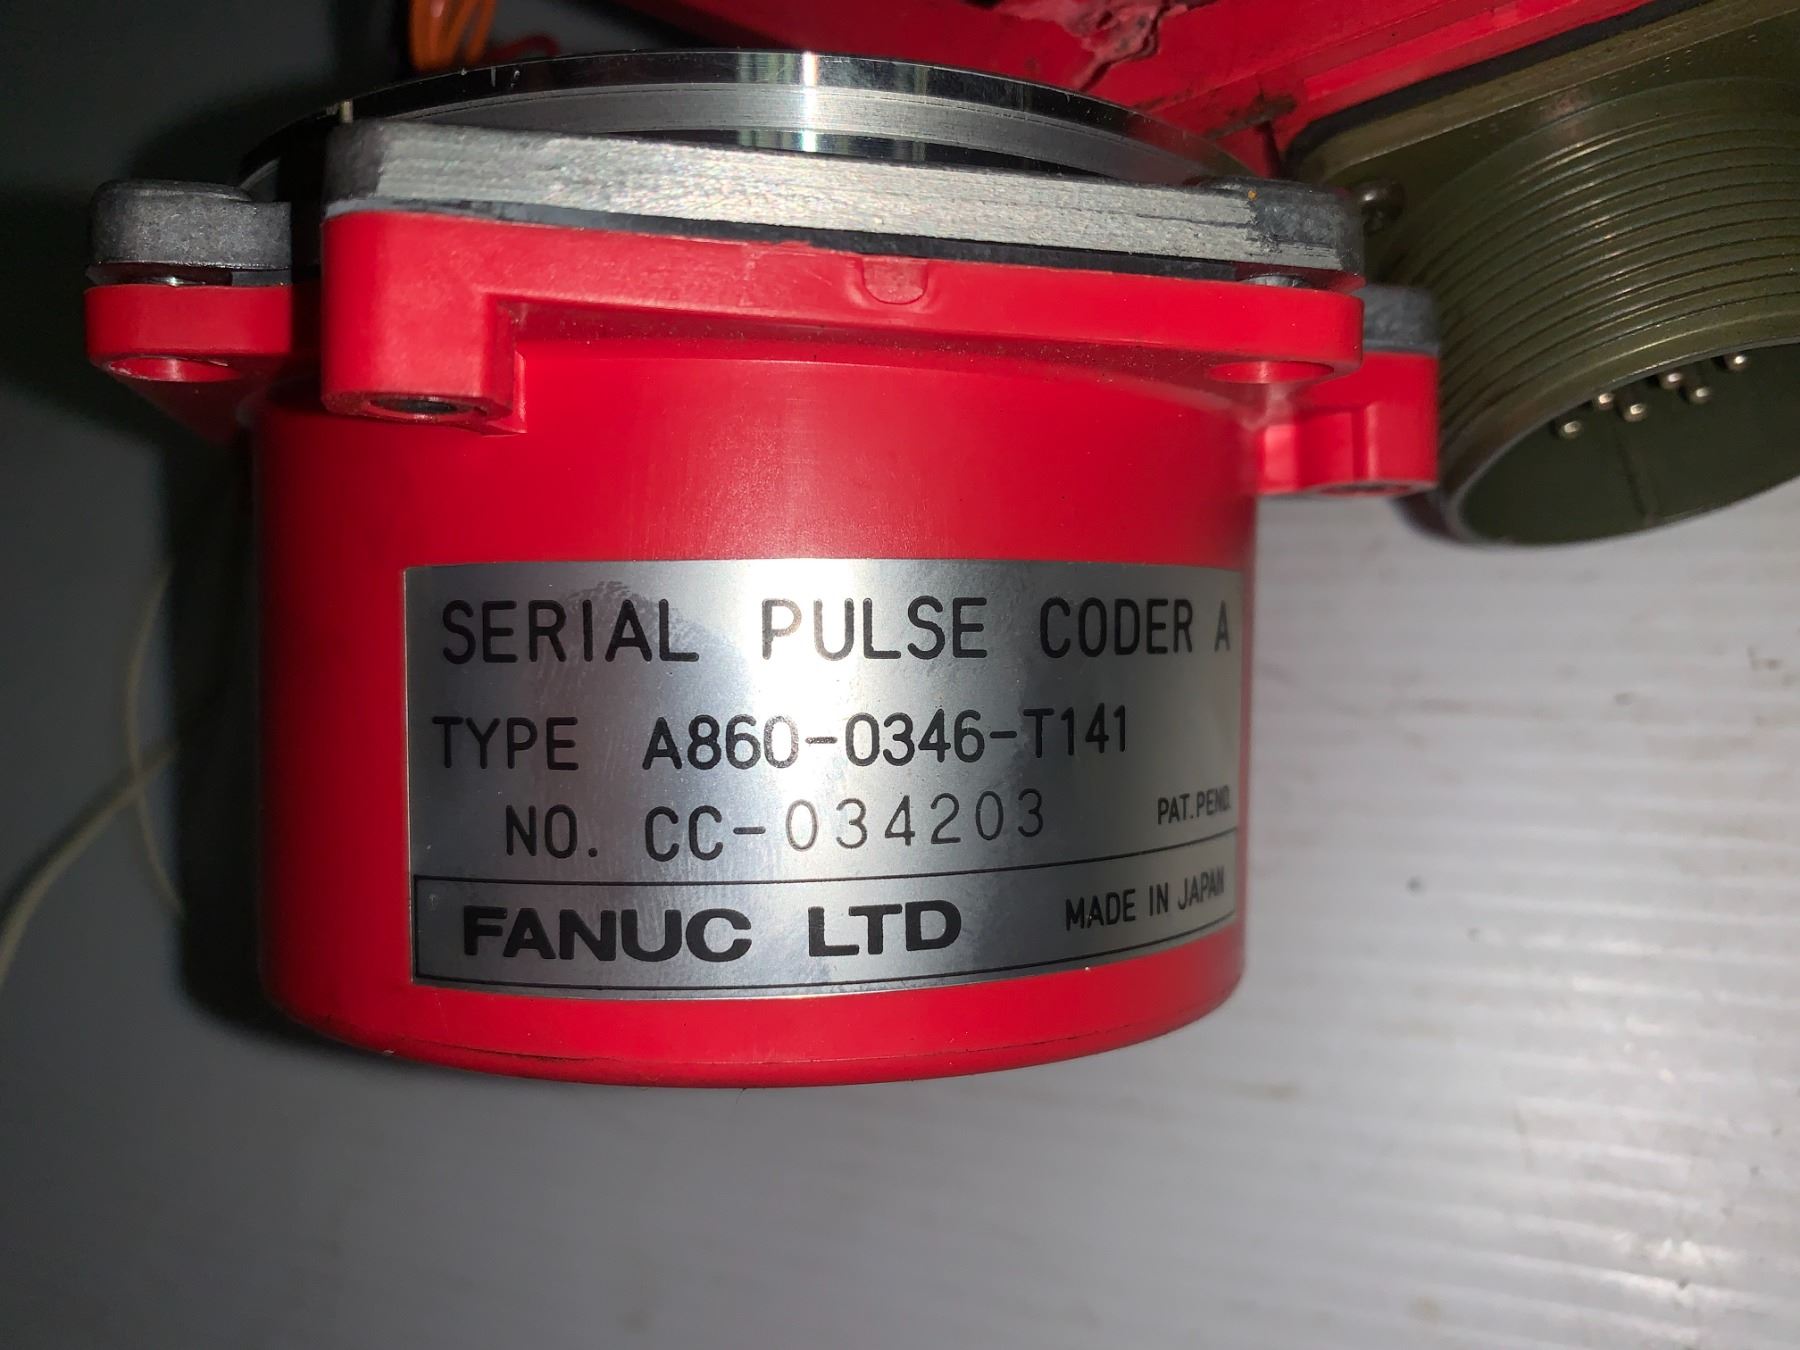 SERIAL PULSE CODER A
TYPE A860-0346-T141
NO. CC-034203 PAT.PEND.
FANUC LTD MADE IN JAPAN